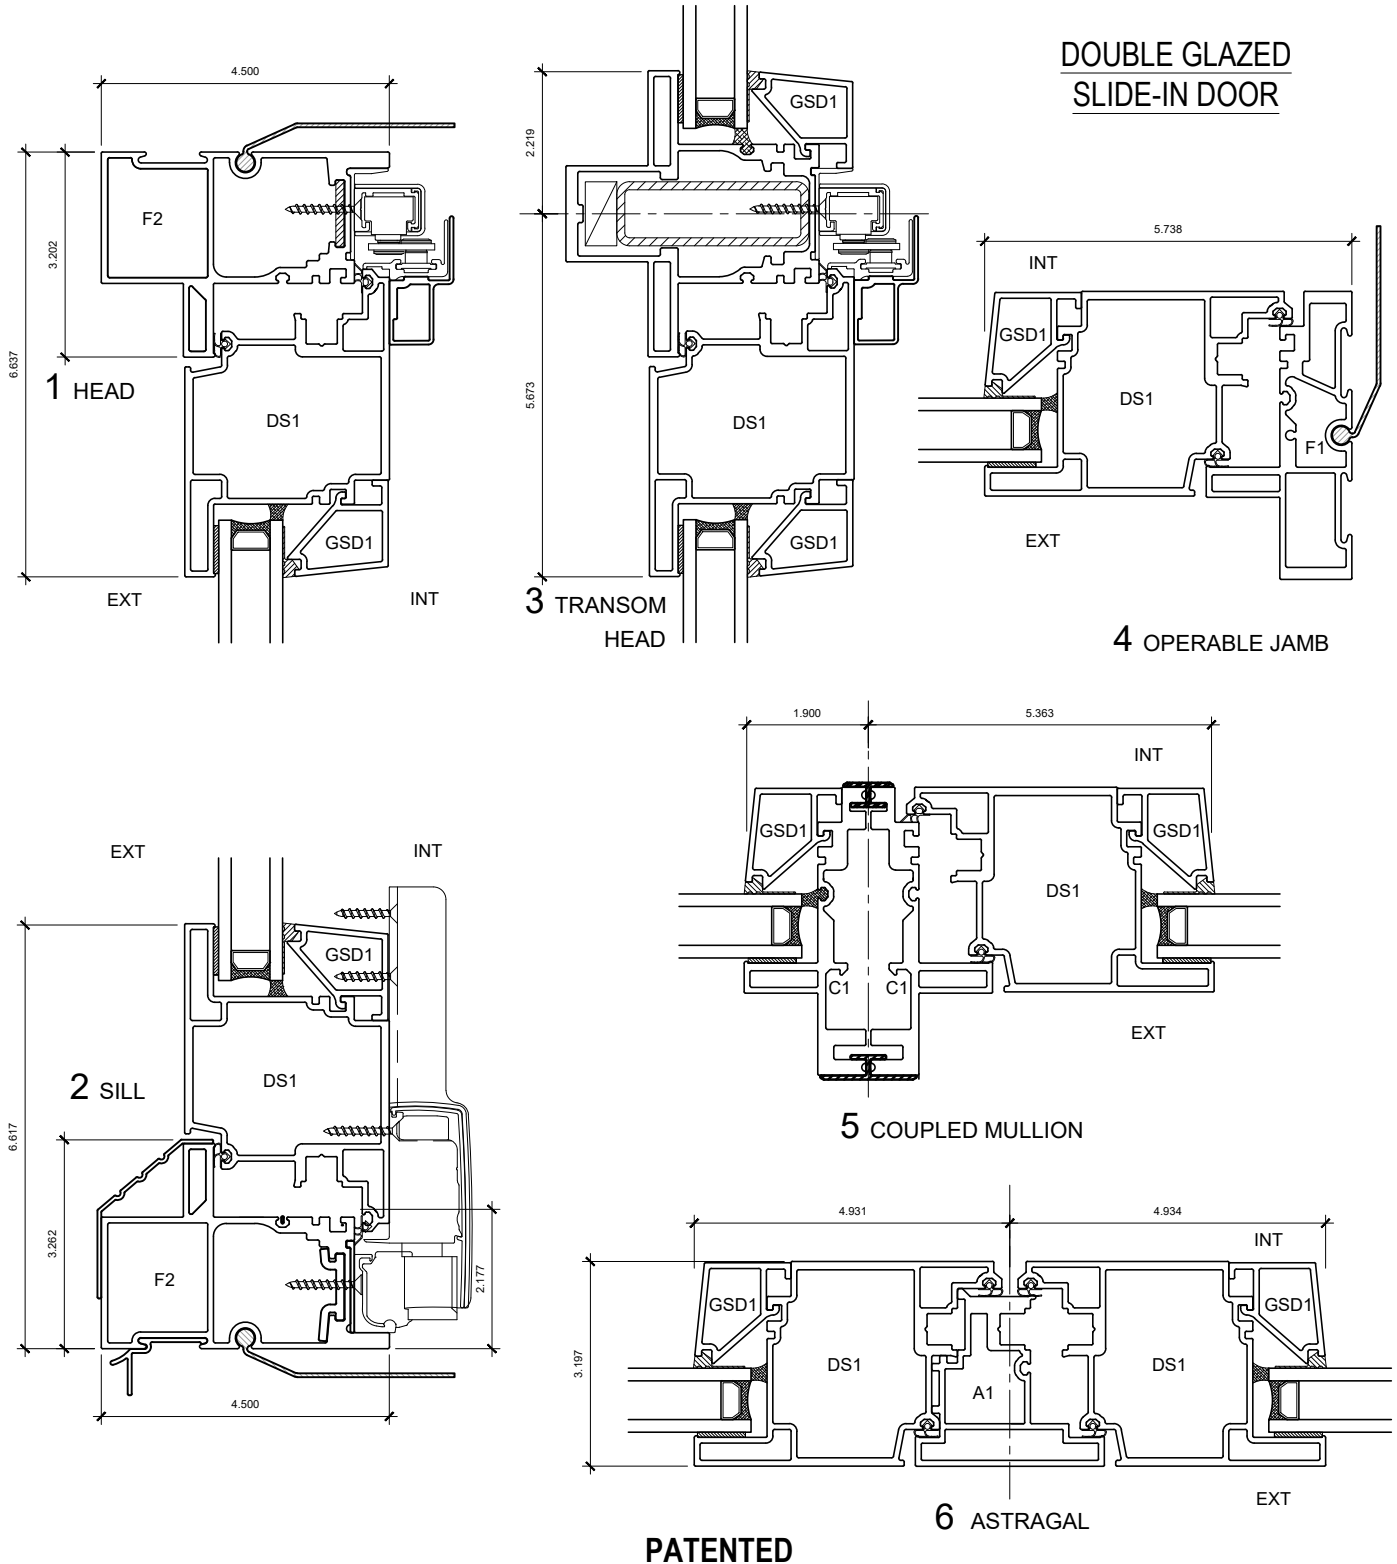 DOUBLE GLAZED
SLIDE-IN DOOR
4.500
3.202
6.637
F2
DS1
GSD1
1 HEAD
EXT
INT
2.219
5.673
GSD1
DS1
GSD1
3 TRANSOM
HEAD
5.738
INT
GSD1
DS1
F1
EXT
4 OPERABLE JAMB
EXT
INT
GSD1
DS1
2 SILL
6.617
3.262
F2
2.177
4.500
1.900
5.363
INT
GSD1
DS1
GSD1
C1
C1
EXT
5 COUPLED MULLION
4.931
4.934
INT
3.197
GSD1
DS1
A1
DS1
GSD1
EXT
6 ASTRAGAL
PATENTED